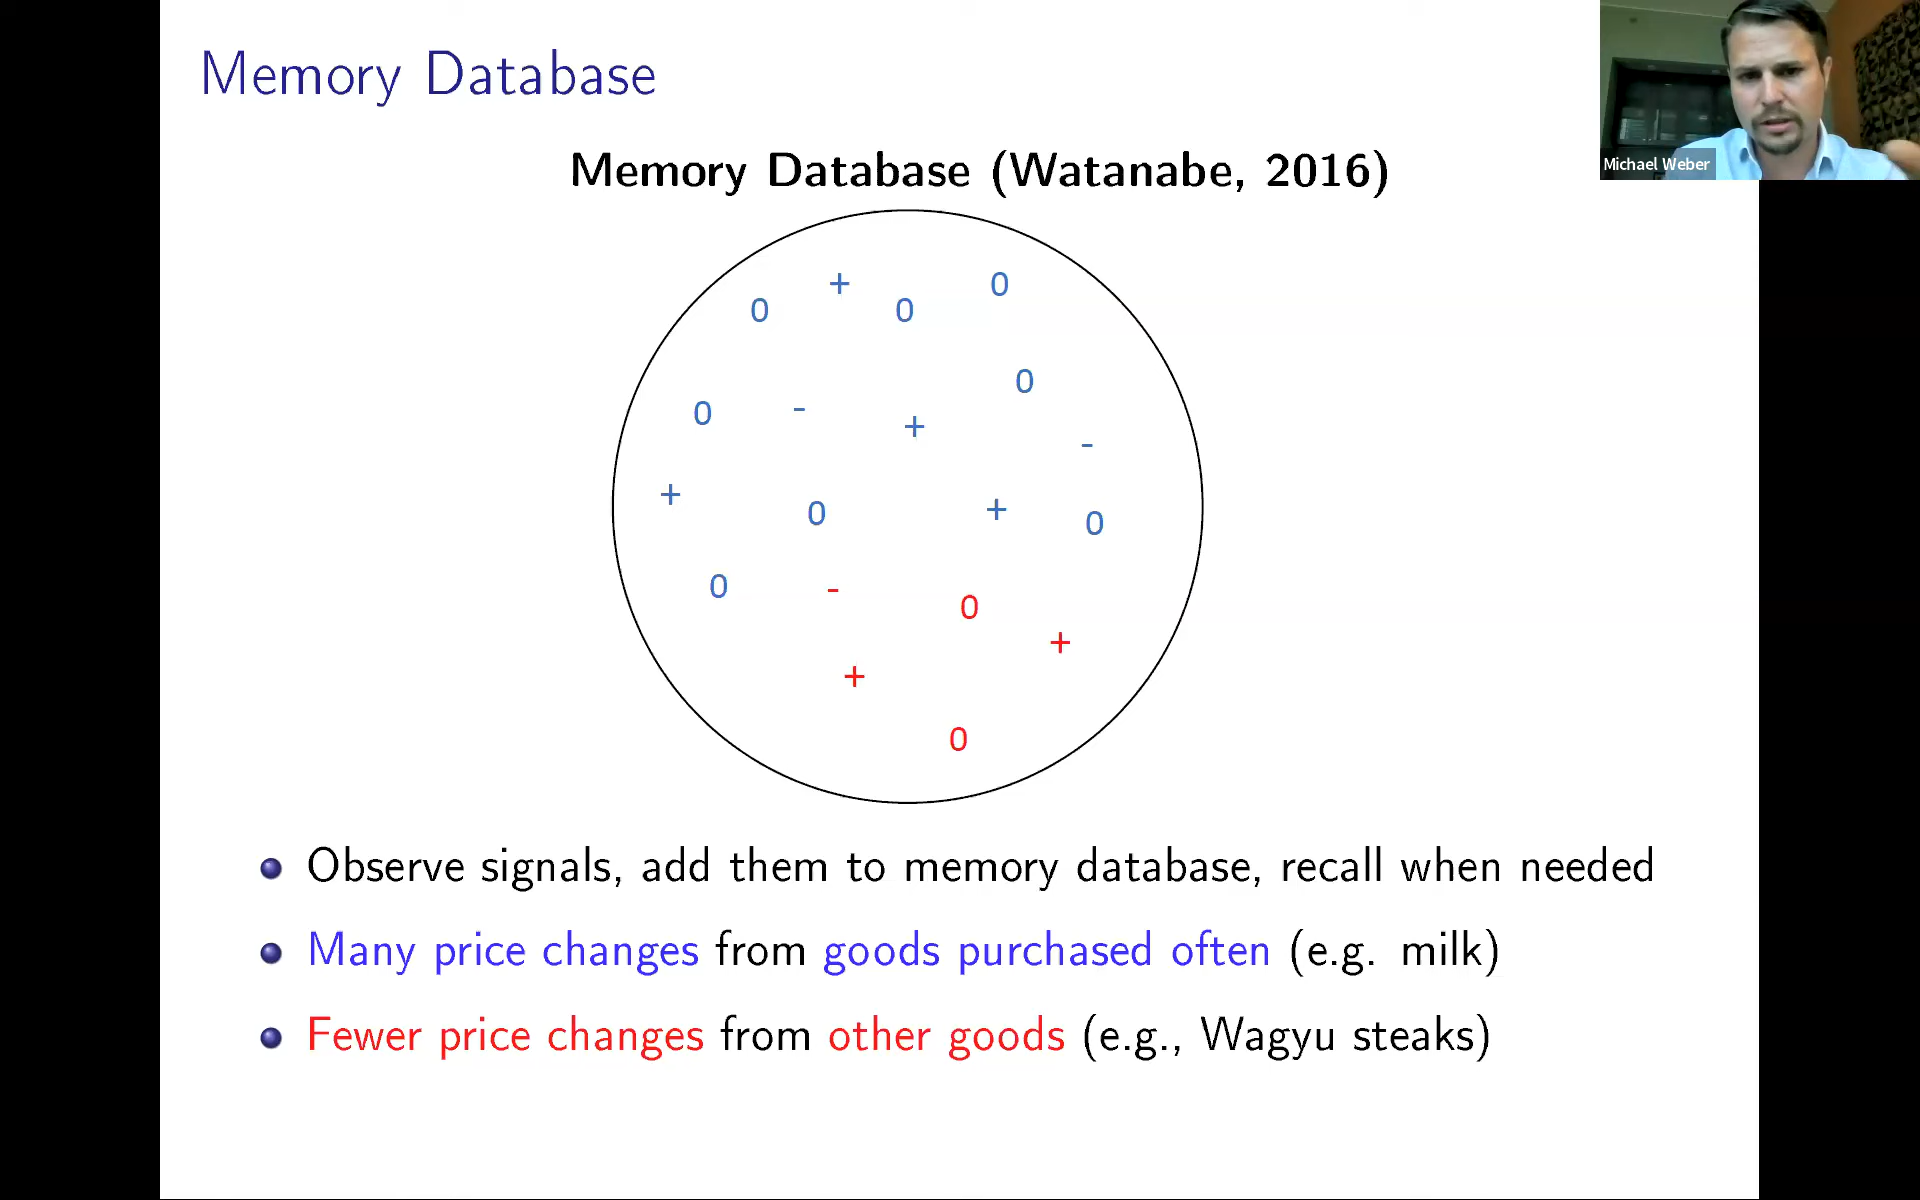 Memory Database
Michael Weber
Memory Database (Watanabe, 2016)
+ 0
0 0
0
0 - +
-
+ 0 + 0
0 - 0
+
+
0
Observe signals, add them to memory database, recall when needed
Many price changes from goods purchased often (e.g. milk)
Fewer price changes from other goods (e.g., Wagyu steaks)